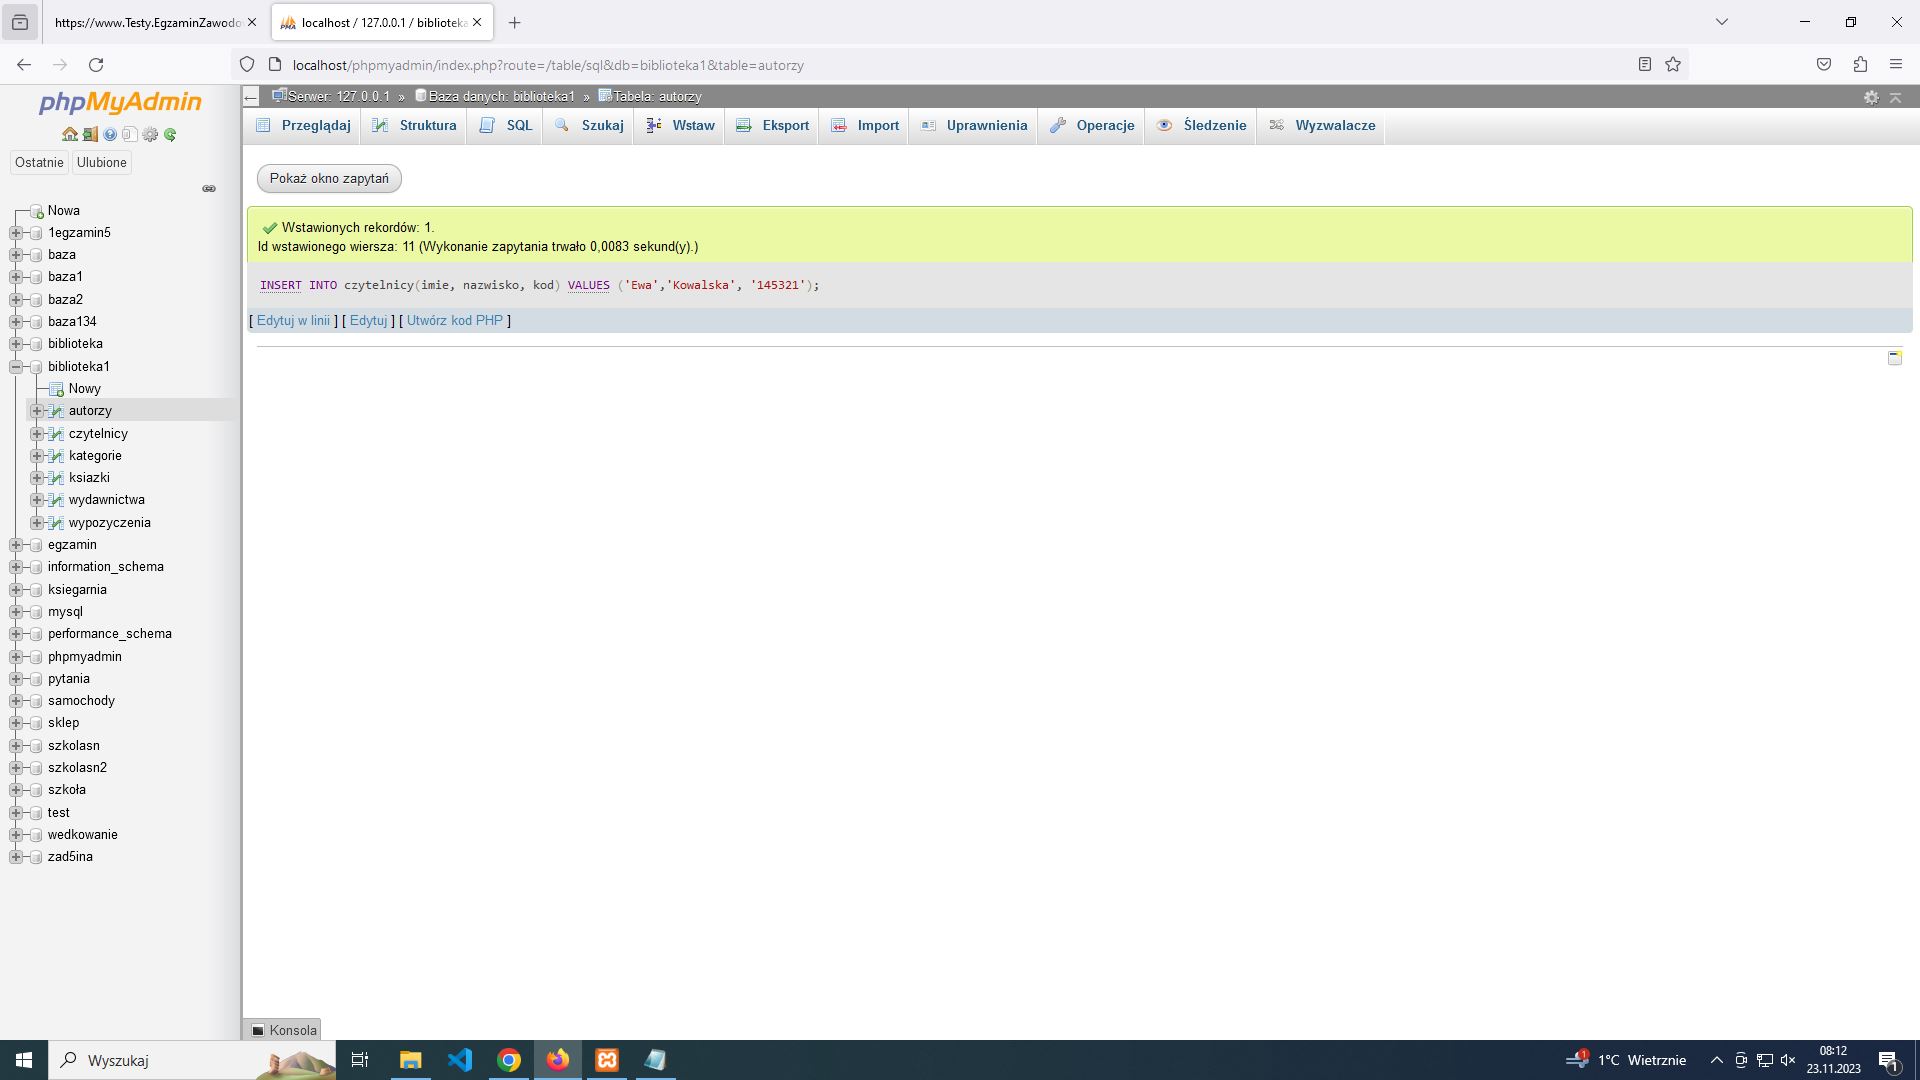 https://www.Testy.EgzaminZawodo
localhost / 127.0.0.1 / biblioteka
localhost/phpmyadmin/index.php?route=/table/sql&db=biblioteka1&table=autorzy
phpMyAdmin
Ostatnie
Ulubione
Nowa
1egzamin5
baza
baza1
baza2
baza134
biblioteka
biblioteka1
Nowy
autorzy
czytelnicy
kategorie
ksiazki
wydawnictwa
wypozyczenia
egzamin
information_schema
ksiegarnia
mysql
performance_schema
phpmyadmin
pytania
samochody
sklep
szkolasn
szkolasn2
szkoła
test
wedkowanie
zad5ina
Serwer: 127.0.0.1 » Baza danych: biblioteka1 » Tabela: autorzy
Przeglądaj Struktura SQL Szukaj Wstaw Eksport Import Uprawnienia Operacje Śledzenie Wyzwalacze
Pokaż okno zapytań
Wstawionych rekordów: 1.
Id wstawionego wiersza: 11 (Wykonanie zapytania trwało 0,0083 sekund(y).)
INSERT INTO czytelnicy(imie, nazwisko, kod) VALUES ('Ewa','Kowalska', '145321');
[ Edytuj w linii ] [ Edytuj ] [ Utwórz kod PHP ]
Konsola
Wyszukaj
1
1°C Wietrznie
08:12
23.11.2023
1